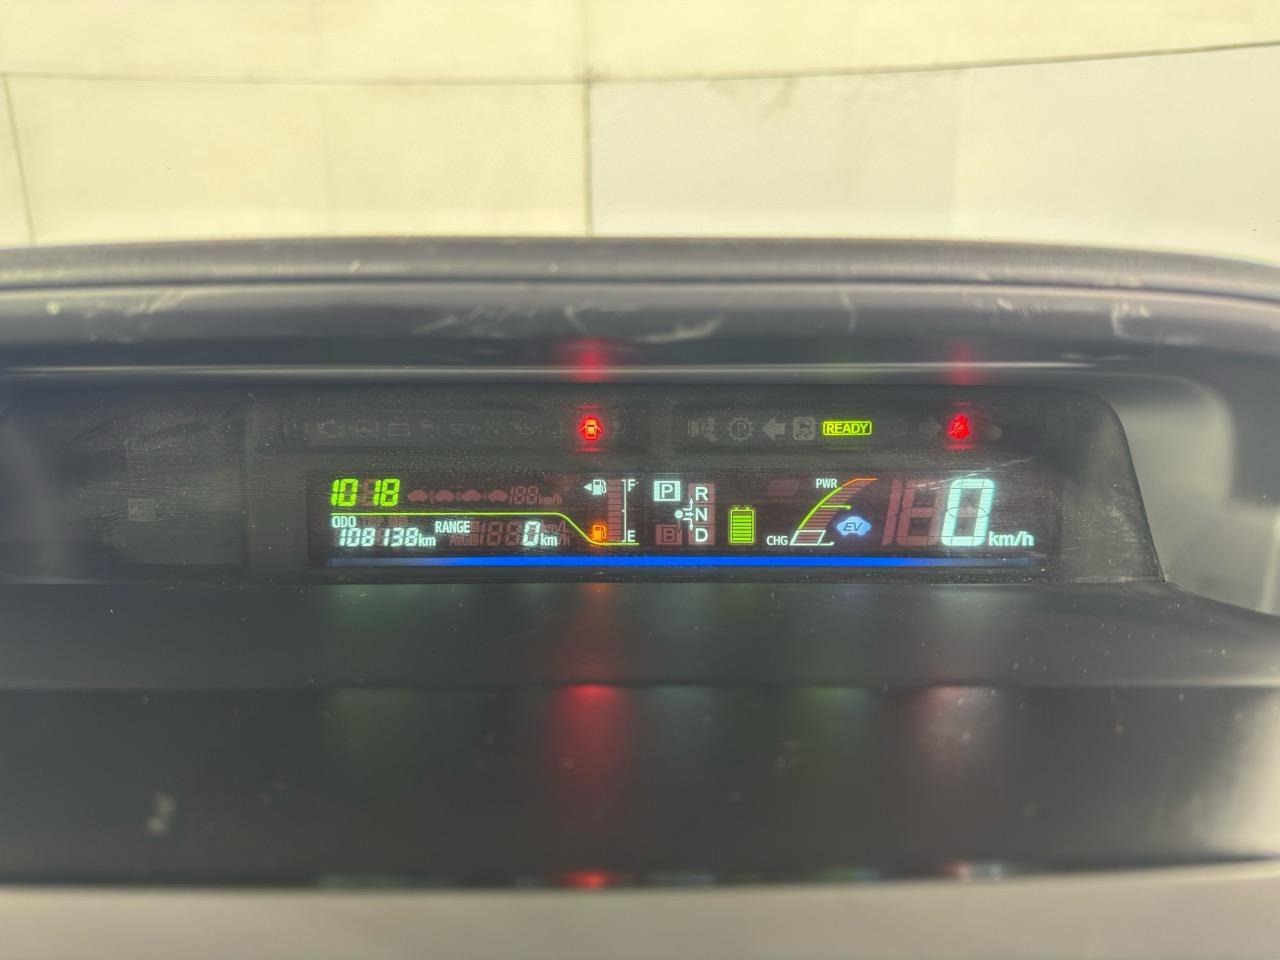 READY
10:18
F
P
R
PWR
0
ODO
RANGE
N
EV
108138km
0km
E
B
D
CHG
km/h